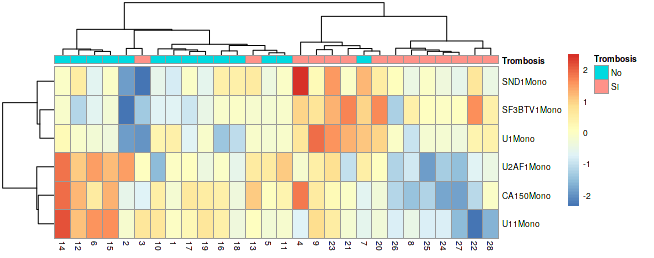 Trombosis
Trombosis
No
SI
2
1
0
-1
-2
SND1Mono
SF3BTV1Mono
U1Mono
U2AF1Mono
CA150Mono
U11Mono
14 12 6 15 2 3 10 1 17 19 16 18 13 5 11 4 9 23 21 7 20 26 8 25 24 27 22 28